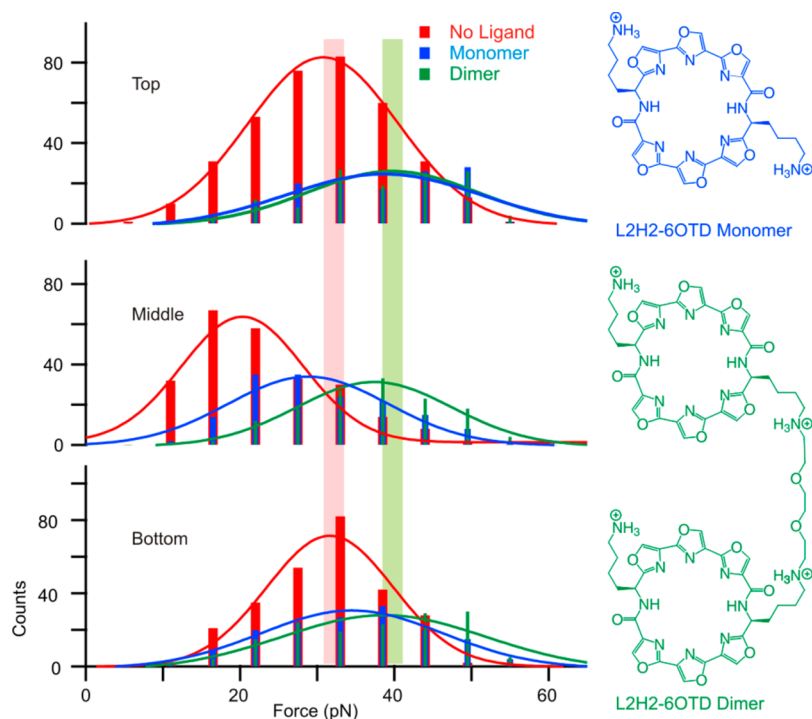 No Ligand
Monomer
Dimer
Top
80
40
0
Middle
80
40
0
Bottom
80
40
0
Counts
0 20 40 60
Force (pN)
⊕
NH3
O O O
N N N
NH HN
O O
N N N
O O O
H3N⊕
L2H2-6OTD Monomer
⊕
NH3
O O O
N N N
NH HN
O O
N N N
O O O
H3N⊕
O
O
⊕
NH3
H3N⊕
O O O
N N N
NH HN
O O
N N N
O O O
L2H2-6OTD Dimer